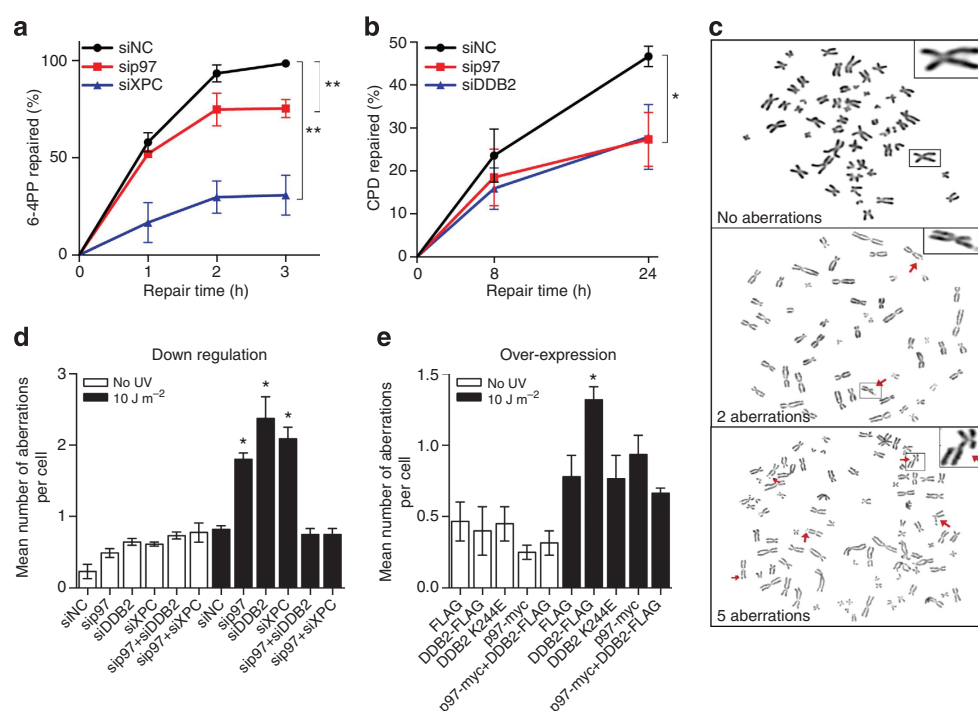 a
siNC
sip97
siXPC
100
50
0
6-4PP repaired (%)
**
**
0 1 2 3
Repair time (h)
b
siNC
sip97
siDDB2
50
40
30
20
10
0
CPD repaired (%)
*
0 8 24
Repair time (h)
c
No aberrations
2 aberrations
5 aberrations
d
Down regulation
No UV
10 J m⁻²
3
2
1
0
Mean number of aberrations
per cell
* * *
siNC
sip97
siDDB2
siXPC
sip97+siDDB2
sip97+siXPC
siNC
sip97
siDDB2
siXPC
sip97+siDDB2
sip97+siXPC
e
Over-expression
No UV
10 J m⁻²
1.5
1.0
0.5
0.0
Mean number of aberrations
per cell
*
FLAG
DDB2-FLAG
DDB2 K244E
p97-myc
p97-myc+DDB2-FLAG
FLAG
DDB2-FLAG
DDB2 K244E
p97-myc
p97-myc+DDB2-FLAG